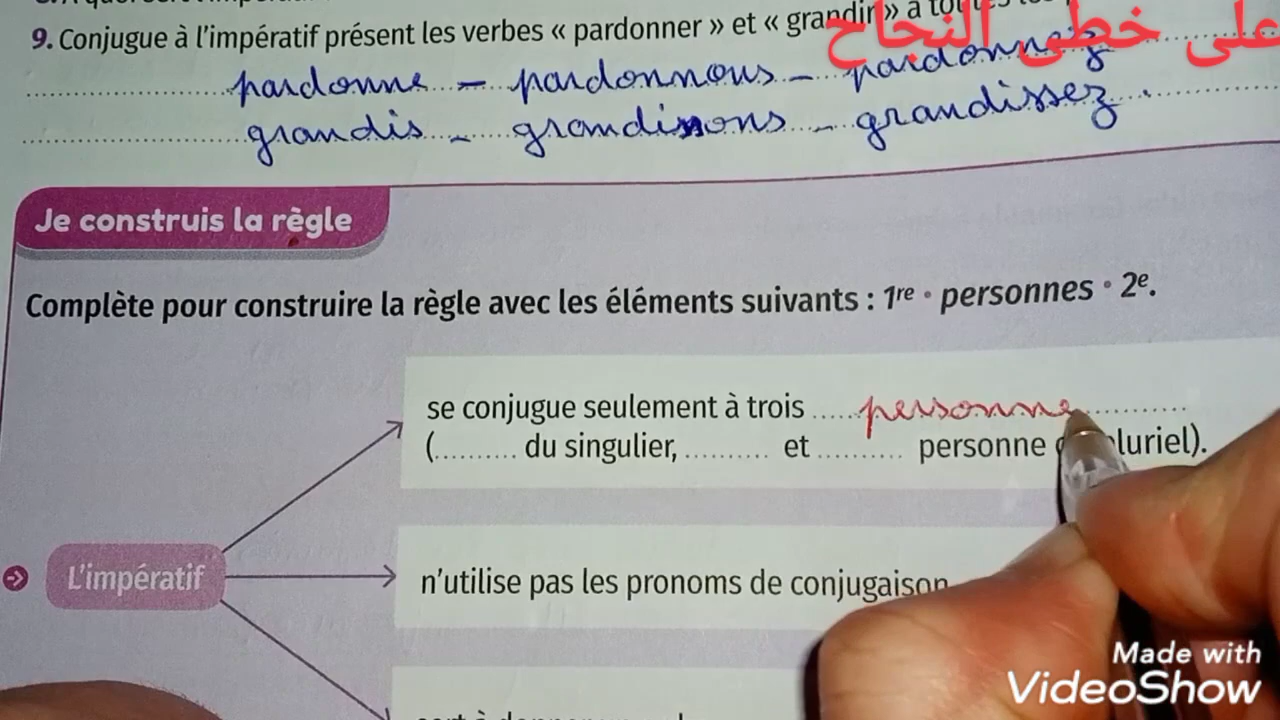 9. Conjugue à l'impératif présent les verbes « pardonner » et « grandir » à
على خطى النجاح
pardonne - pardonnons - pardonnez
grandis - grandissons - grandissez.
Je construis la règle
Complète pour construire la règle avec les éléments suivants : 1re • personnes • 2e.
se conjugue seulement à trois ..... personne ............
(.......... du singulier, .......... et .......... personne pluriel).
L'impératif
n'utilise pas les pronoms de conjugaison
Made with
VideoShow